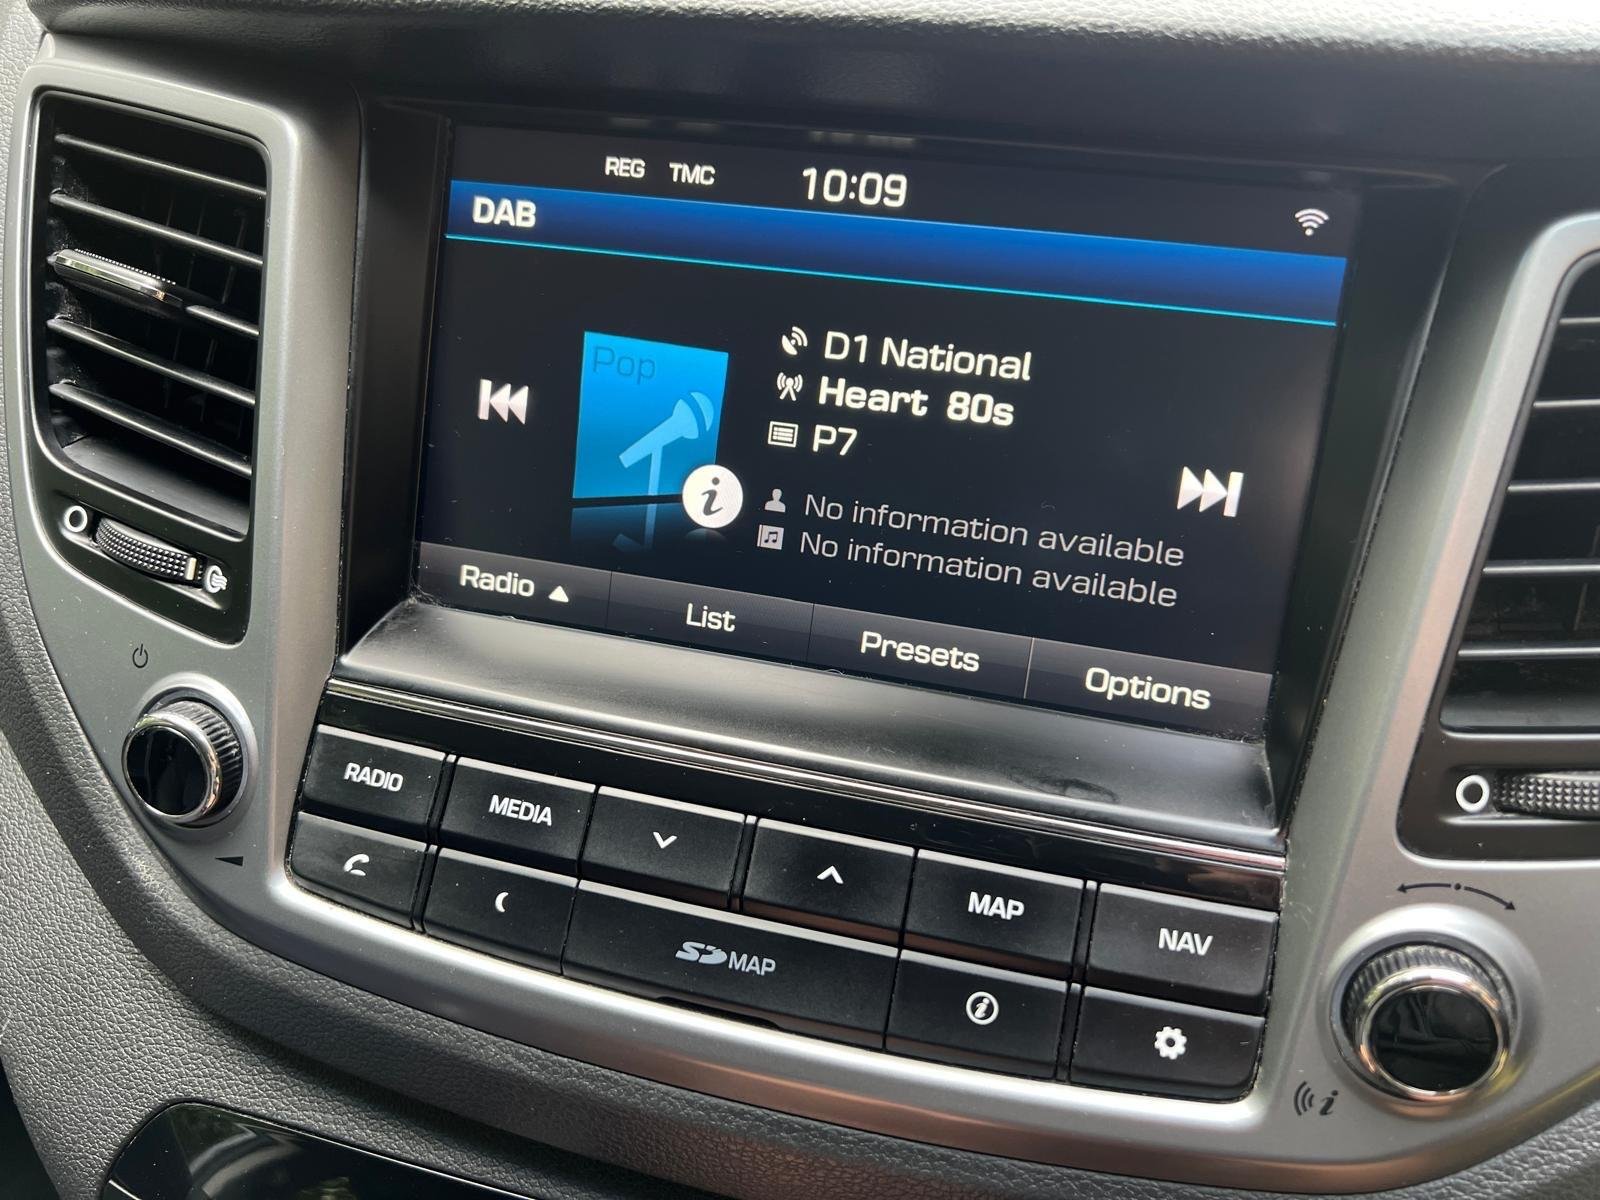 REG TMC 10:09
DAB
Pop
D1 National
Heart 80s
P7
No information available
No information available
Radio
List
Presets
Options
RADIO
MEDIA
MAP
NAV
SD MAP